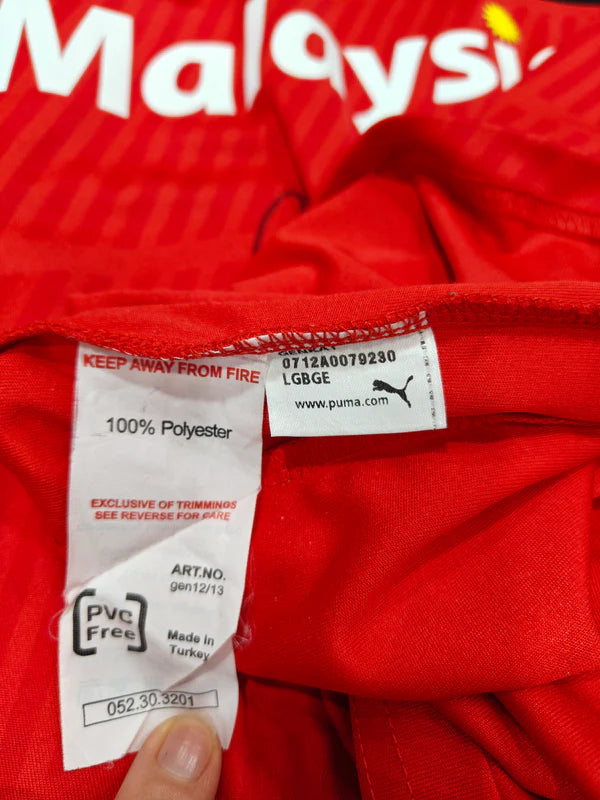 Malaysi
KEEP AWAY FROM FIRE
100% Polyester
EXCLUSIVE OF TRIMMINGS
SEE REVERSE FOR CARE
ART.NO.
gen12/13
PVC
Free
Made in
Turkey
052.30.3201
0712A0079230
LGBGE
www.puma.com